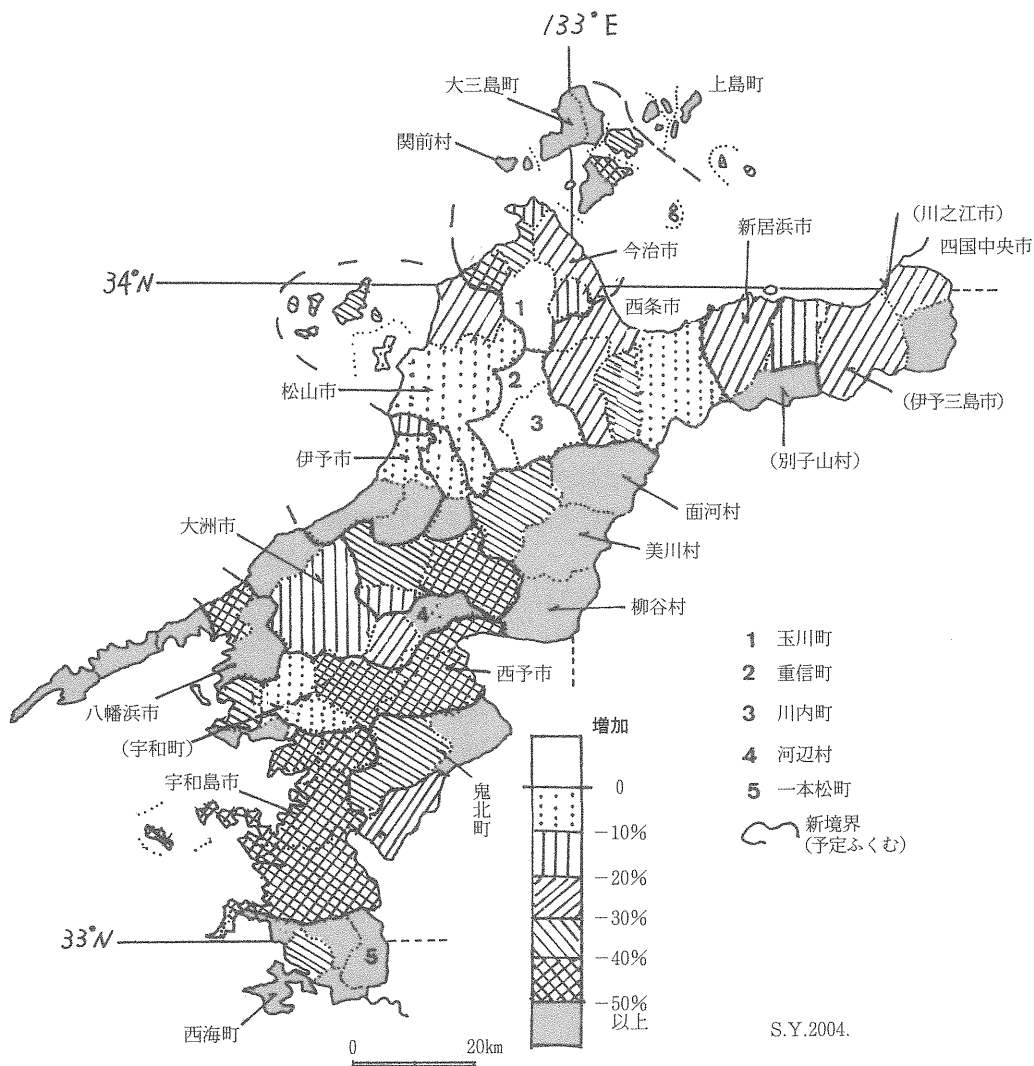 133°E
大三島町
上島町
関前村
(川之江市)
新居浜市
四国中央市
今治市
34°N
西条市
1
2
松山市
3
(伊予三島市)
伊予市
(別子山村)
面河村
大洲市
美川村
4
柳谷村
西予市
八幡浜市
(宇和町)
宇和島市
鬼北町
33°N
5
西海町
1 玉川町
2 重信町
3 川内町
4 河辺村
5 一本松町
新境界
(予定ふくむ)
増加
0
-10%
-20%
-30%
-40%
-50%
以上
0 20km
S.Y.2004.